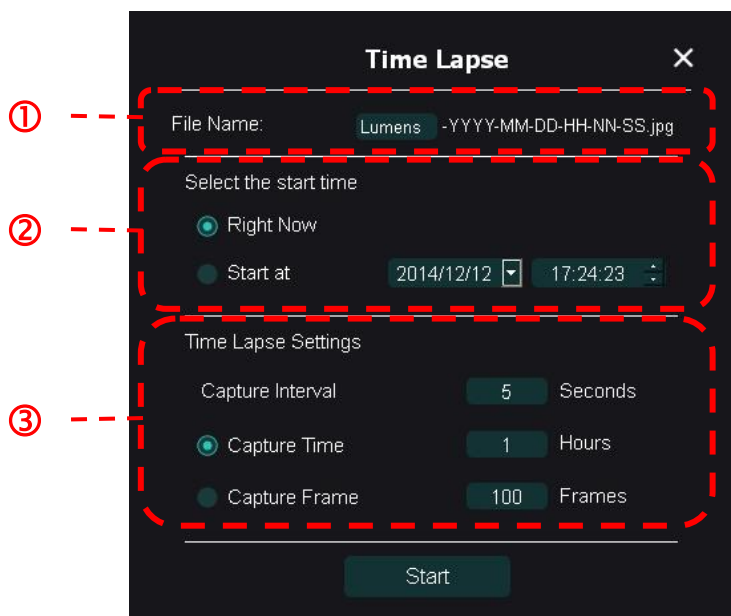 Time Lapse ×
① File Name: Lumens -YYYY-MM-DD-HH-NN-SS.jpg
Select the start time
② Right Now
Start at 2014/12/12 17:24:23
Time Lapse Settings
Capture Interval 5 Seconds
③ Capture Time 1 Hours
Capture Frame 100 Frames
Start